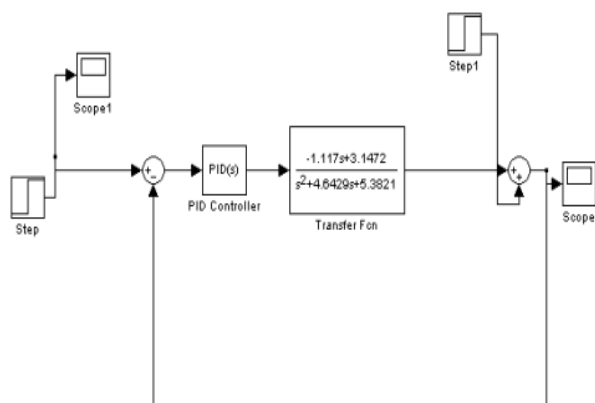 Step1
Scope1
-1.117s+3.1472
PID(s)
s2+4.6429s+5.3821
Step
PID Controller
Transfer Fcn
Scope